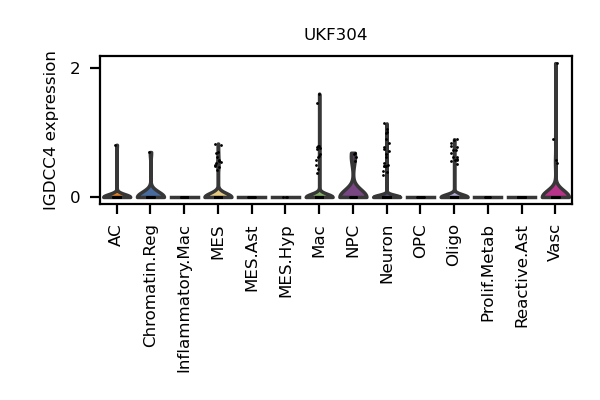 UKF304
IGDCC4 expression
2
0
AC
Chromatin.Reg
Inflammatory.Mac
MES
MES.Ast
MES.Hyp
Mac
NPC
Neuron
OPC
Oligo
Prolif.Metab
Reactive.Ast
Vasc